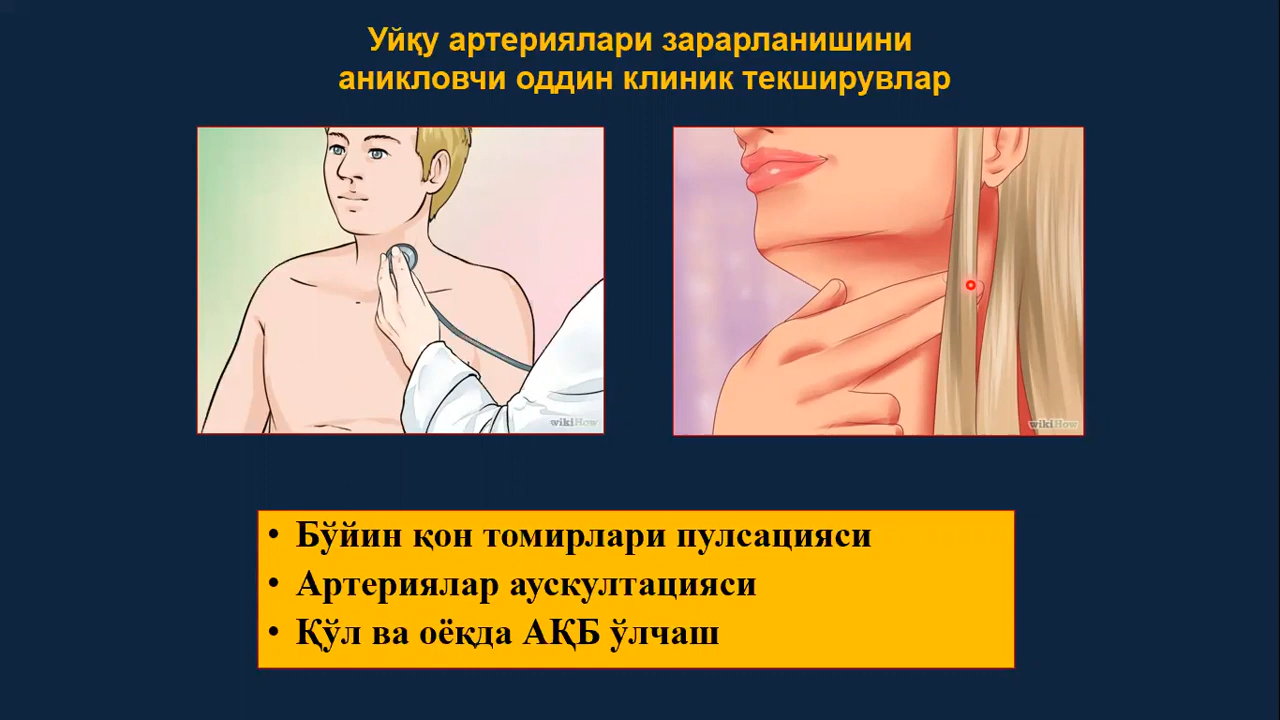 Уйқу артериялари зарарланишини
аникловчи оддин клиник текширувлар
wikiHow
wikiHow
• Бўйин қон томирлари пулсацияси
• Артериялар аускултацияси
• Қўл ва оёқда АҚБ ўлчаш